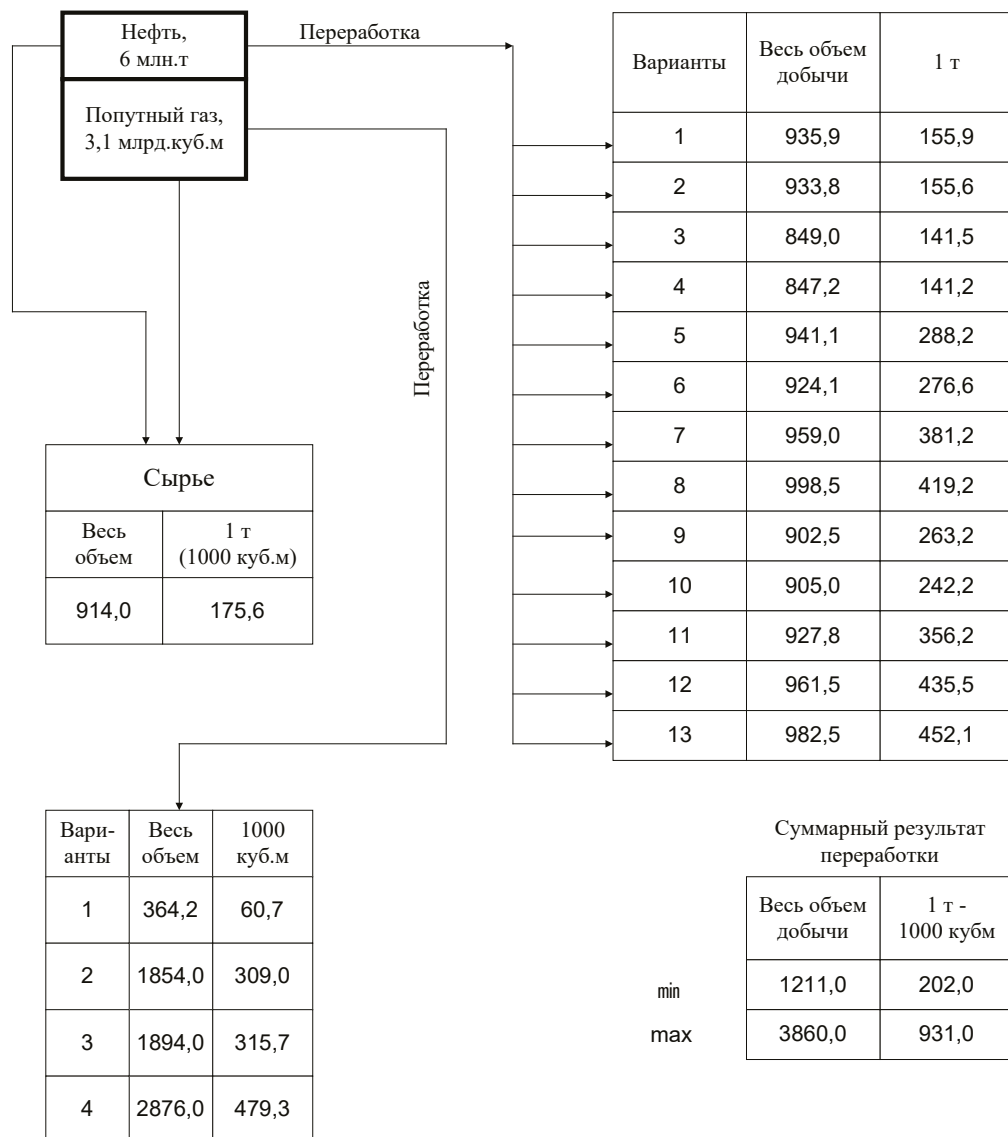 Нефть,
6 млн.т
Переработка
Попутный газ,
3,1 млрд.куб.м
Переработка
Сырье
Весь объем 1 т (1000 куб.м)
914,0 175,6
Варианты Весь объем добычи 1 т
1 935,9 155,9
2 933,8 155,6
3 849,0 141,5
4 847,2 141,2
5 941,1 288,2
6 924,1 276,6
7 959,0 381,2
8 998,5 419,2
9 902,5 263,2
10 905,0 242,2
11 927,8 356,2
12 961,5 435,5
13 982,5 452,1
Вари-анты Весь объем 1000 куб.м
1 364,2 60,7
2 1854,0 309,0
3 1894,0 315,7
4 2876,0 479,3
Суммарный результат
переработки
Весь объем добычи 1 т - 1000 кубм
min 1211,0 202,0
max 3860,0 931,0